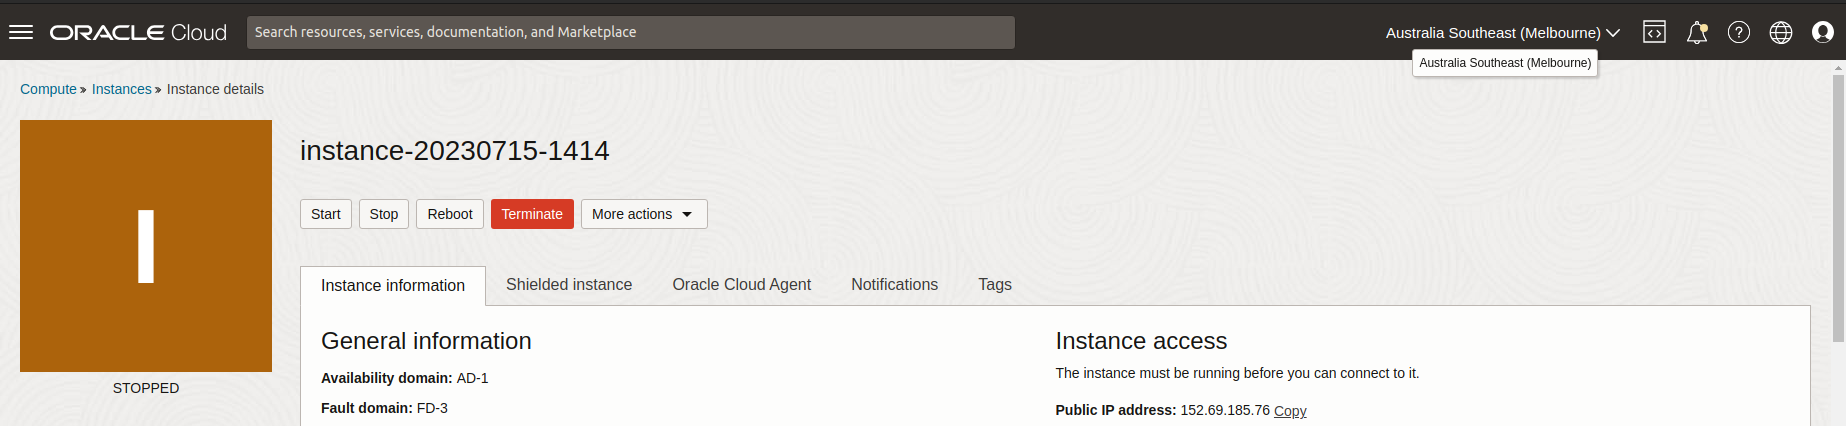 ORACLE Cloud
Search resources, services, documentation, and Marketplace
Australia Southeast (Melbourne)
Australia Southeast (Melbourne)
Compute » Instances » Instance details
I
STOPPED
instance-20230715-1414
Start Stop Reboot Terminate More actions
Instance information Shielded instance Oracle Cloud Agent Notifications Tags
General information
Availability domain: AD-1
Fault domain: FD-3
Instance access
The instance must be running before you can connect to it.
Public IP address: 152.69.185.76 Copy